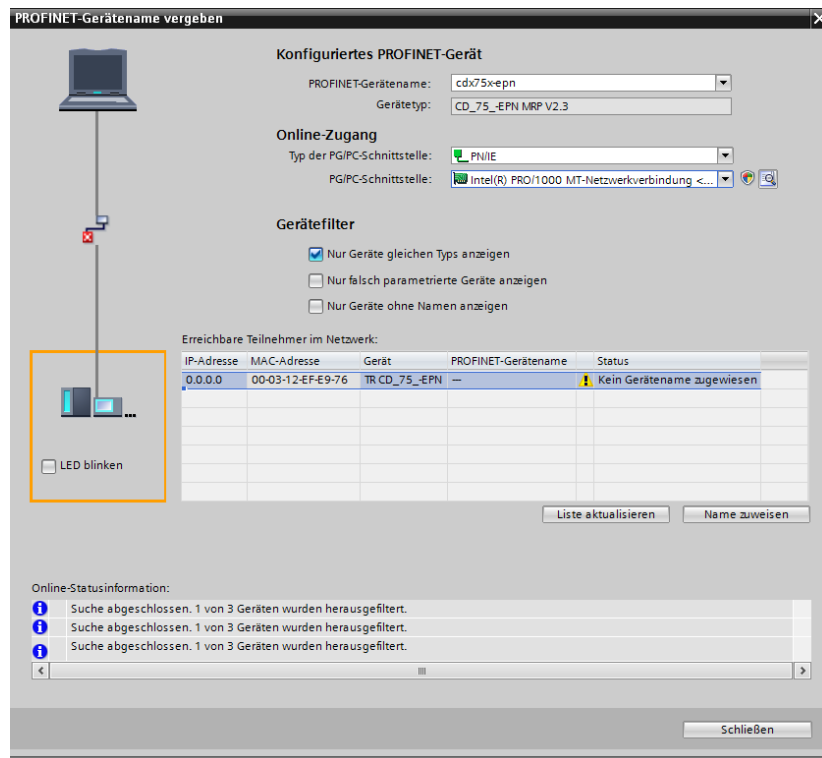 PROFINET-Gerätename vergeben
Konfiguriertes PROFINET-Gerät
PROFINET-Gerätename: cdx75x-epn
Gerätetyp: CD_75_-EPN MRP V2.3
Online-Zugang
Typ der PG/PC-Schnittstelle: PN/IE
PG/PC-Schnittstelle: Intel(R) PRO/1000 MT-Netzwerkverbindung <...
Gerätefilter
Nur Geräte gleichen Typs anzeigen
Nur falsch parametrierte Geräte anzeigen
Nur Geräte ohne Namen anzeigen
Erreichbare Teilnehmer im Netzwerk:
IP-Adresse MAC-Adresse Gerät PROFINET-Gerätename Status
0.0.0.0 00-03-12-EF-E9-76 TR CD_75_-EPN — Kein Gerätename zugewiesen
LED blinken
Liste aktualisieren Name zuweisen
Online-Statusinformation:
Suche abgeschlossen. 1 von 3 Geräten wurden herausgefiltert.
Suche abgeschlossen. 1 von 3 Geräten wurden herausgefiltert.
Suche abgeschlossen. 1 von 3 Geräten wurden herausgefiltert.
Schließen